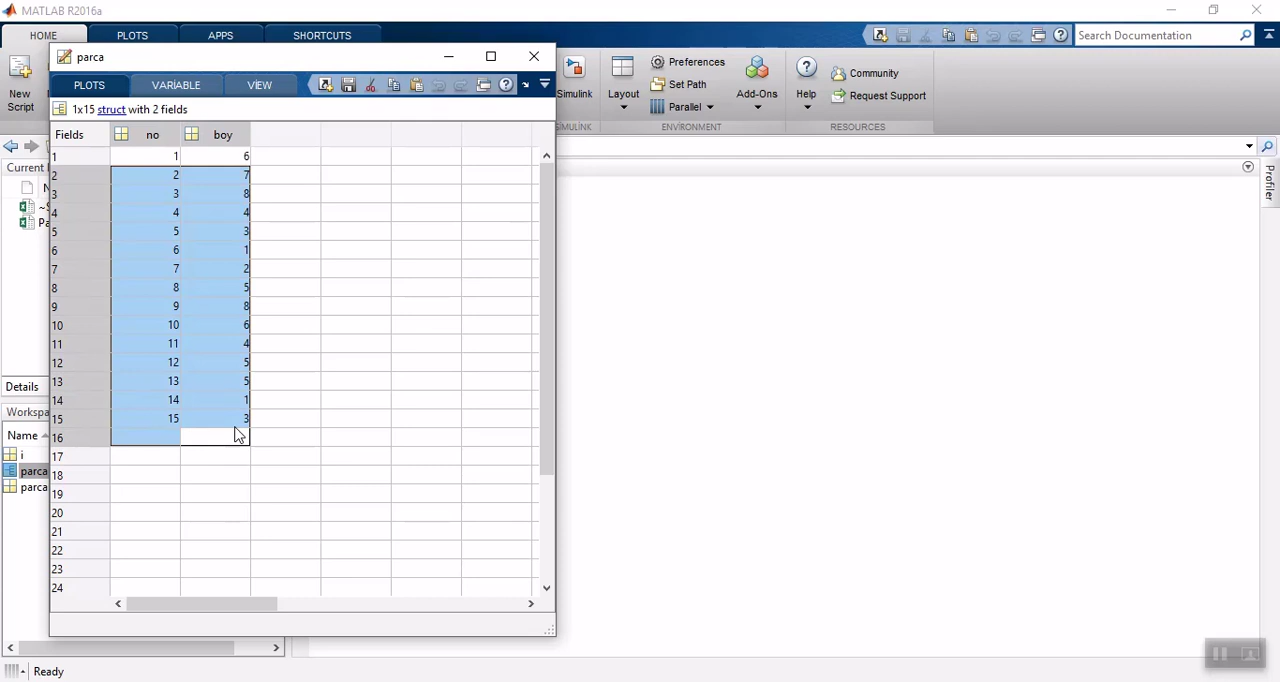 MATLAB R2016a
HOME PLOTS APPS SHORTCUTS Search Documentation
New Script
Simulink
SIMULINK
Layout
Preferences
Set Path
Parallel
ENVIRONMENT
Add-Ons
Help
Community
Request Support
RESOURCES
Profiler
Current
Details
Name
i
parca
parca
Ready
parca
PLOTS VARIABLE VIEW
1x15 struct with 2 fields
Fields no boy
1 1 6
2 2 7
3 3 8
4 4 4
5 5 3
6 6 1
7 7 2
8 8 5
9 9 8
10 10 6
11 11 4
12 12 5
13 13 5
14 14 1
15 15 3
16
17
18
19
20
21
22
23
24